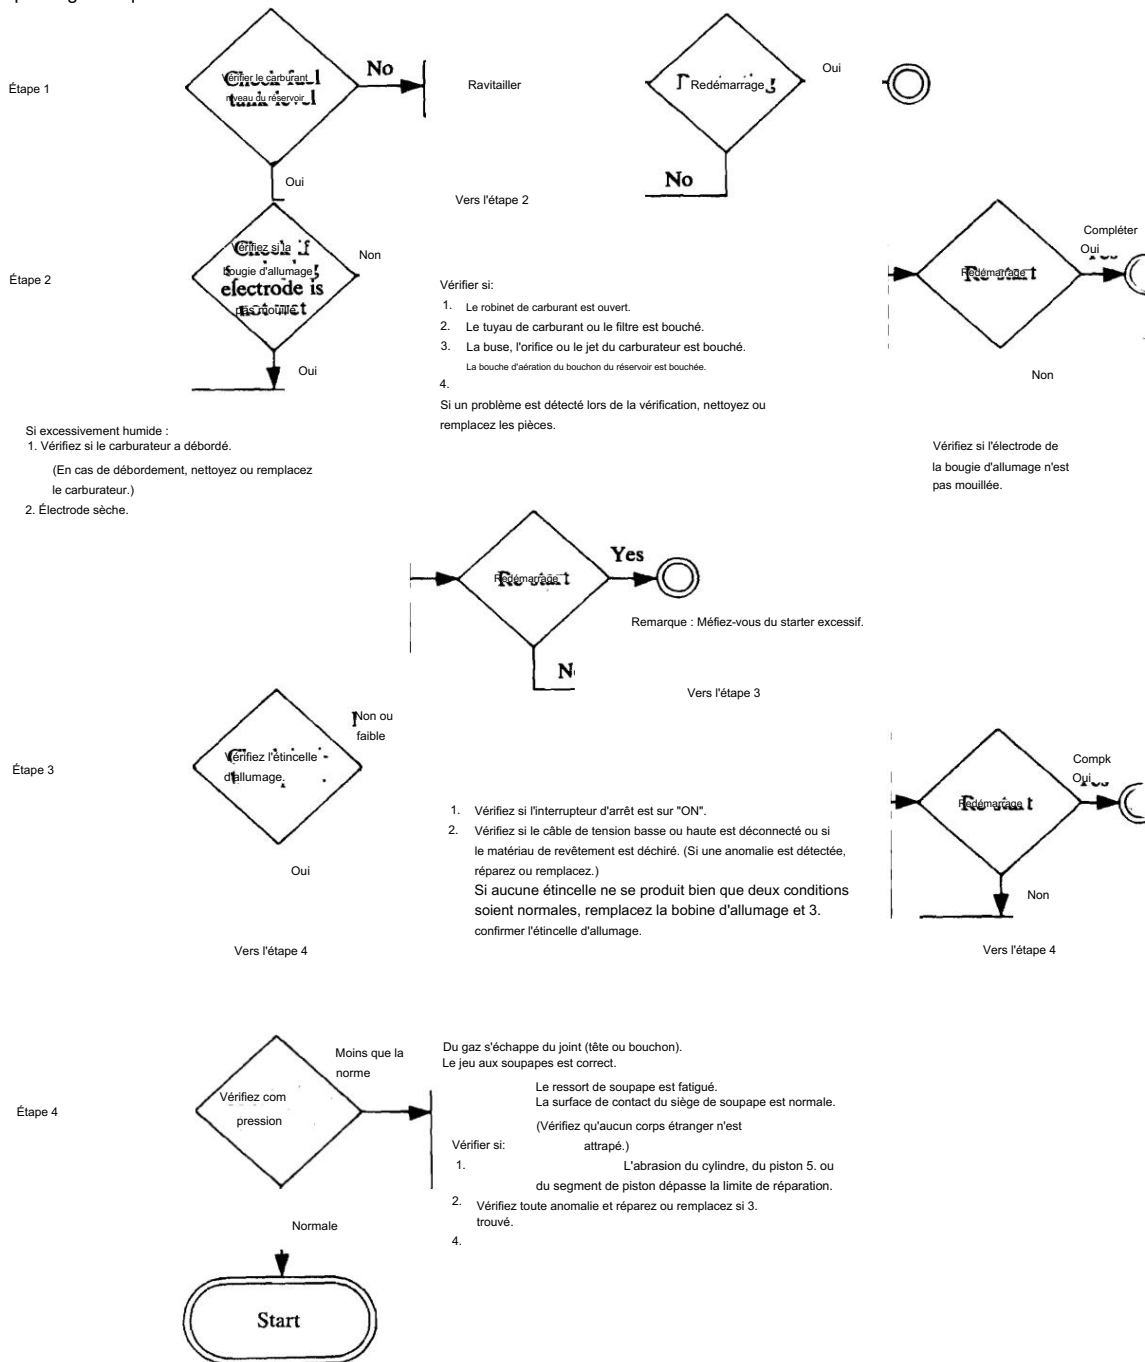 Étape 1
Vérifier le carburant
niveau du réservoir
Check fuel
tank level
No
Ravitailler
Redémarrage
Oui
No
Oui
Vers l'étape 2
Étape 2
Vérifiez si la
bougie d'allumage
electrode is
pas mouillé
Non
Oui
Vérifier si:
1. Le robinet de carburant est ouvert.
2. Le tuyau de carburant ou le filtre est bouché.
3. La buse, l'orifice ou le jet du carburateur est bouché.
La bouche d'aération du bouchon du réservoir est bouchée.
4.
Si un problème est détecté lors de la vérification, nettoyez ou
remplacez les pièces.
Redémarrage
Re-start
Compléter
Oui
Non
Si excessivement humide :
1. Vérifiez si le carburateur a débordé.
(En cas de débordement, nettoyez ou remplacez
le carburateur.)
2. Électrode sèche.
Vérifiez si l'électrode de
la bougie d'allumage n'est
pas mouillée.
Redémarrage
Yes
Remarque : Méfiez-vous du starter excessif.
Vers l'étape 3
Étape 3
Vérifiez l'étincelle
d'allumage.
Non ou
faible
Oui
Vers l'étape 4
1. Vérifiez si l'interrupteur d'arrêt est sur "ON".
2. Vérifiez si le câble de tension basse ou haute est déconnecté ou si
le matériau de revêtement est déchiré. (Si une anomalie est détectée,
réparez ou remplacez.)
Si aucune étincelle ne se produit bien que deux conditions
soient normales, remplacez la bobine d'allumage et 3.
confirmer l'étincelle d'allumage.
Redémarrage
Compk
Oui
Non
Vers l'étape 4
Étape 4
Vérifiez com
pression
Moins que la
norme
Normale
Start
Du gaz s'échappe du joint (tête ou bouchon).
Le jeu aux soupapes est correct.
Le ressort de soupape est fatigué.
La surface de contact du siège de soupape est normale.
(Vérifiez qu'aucun corps étranger n'est
Vérifier si: attrapé.)
1. L'abrasion du cylindre, du piston 5. ou
du segment de piston dépasse la limite de réparation.
2. Vérifiez toute anomalie et réparez ou remplacez si 3.
trouvé.
4.